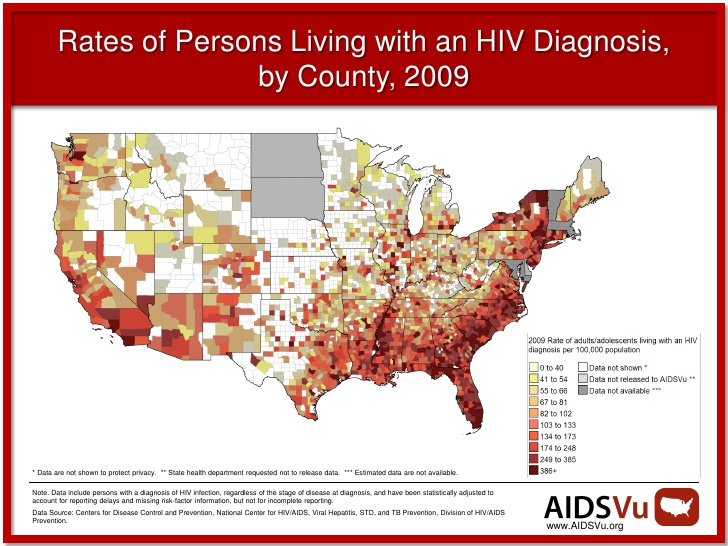 Rates of Persons Living with an HIV Diagnosis,
by County, 2009
2009 Rate of adults/adolescents living with an HIV
diagnosis per 100,000 population
0 to 40
Data not shown *
41 to 54
Data not released to AIDSVu **
55 to 66
Data not available ***
67 to 81
82 to 102
103 to 133
134 to 173
174 to 248
249 to 385
386+
* Data are not shown to protect privacy. ** State health department requested not to release data. *** Estimated data are not available.
Note. Data include persons with a diagnosis of HIV infection, regardless of the stage of disease at diagnosis, and have been statistically adjusted to
account for reporting delays and missing risk-factor information, but not for incomplete reporting.
Data Source: Centers for Disease Control and Prevention, National Center for HIV/AIDS, Viral Hepatitis, STD, and TB Prevention, Division of HIV/AIDS
Prevention.
AIDSVu
www.AIDSVu.org